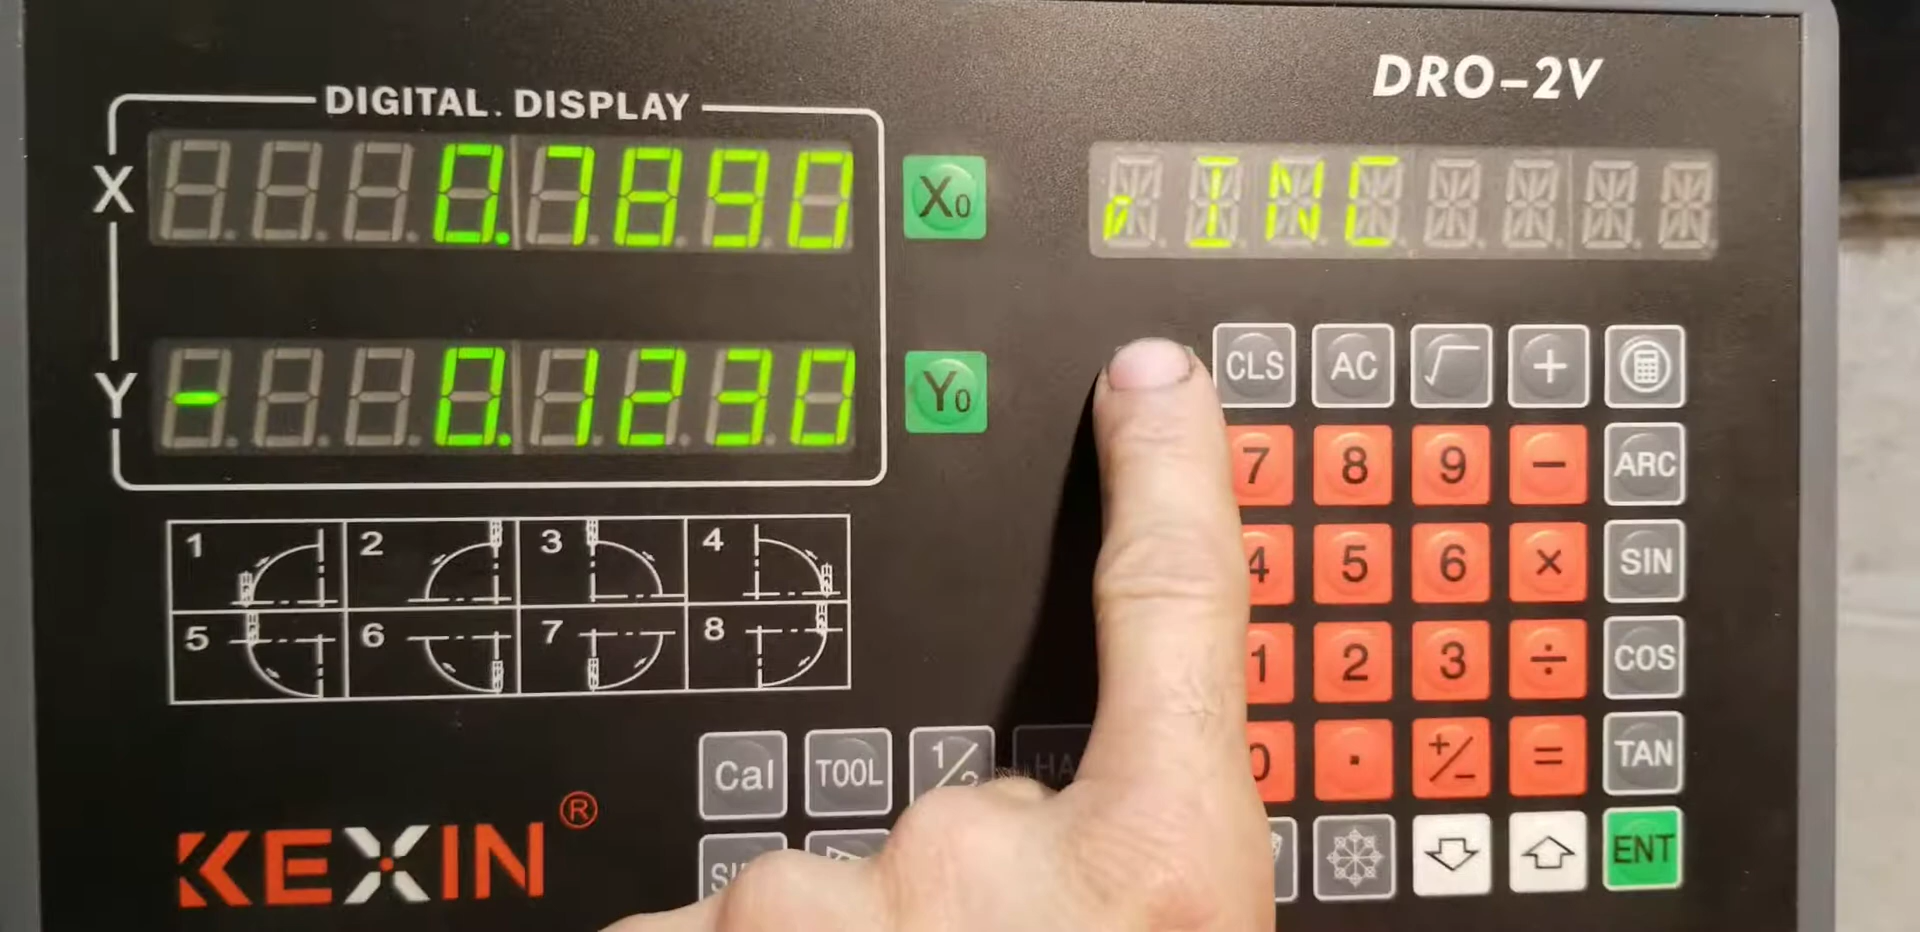 DRO-2V
DIGITAL. DISPLAY
X 0.7890 X0
INC
Y -0.1230 Y0
CLS AC √ +
7 8 9 - ARC
4 5 6 × SIN
1 2 3 ÷ COS
0 . +/- = TAN
ENT
1 2 3 4
5 6 7 8
Cal TOOL 1/2
KEXIN®